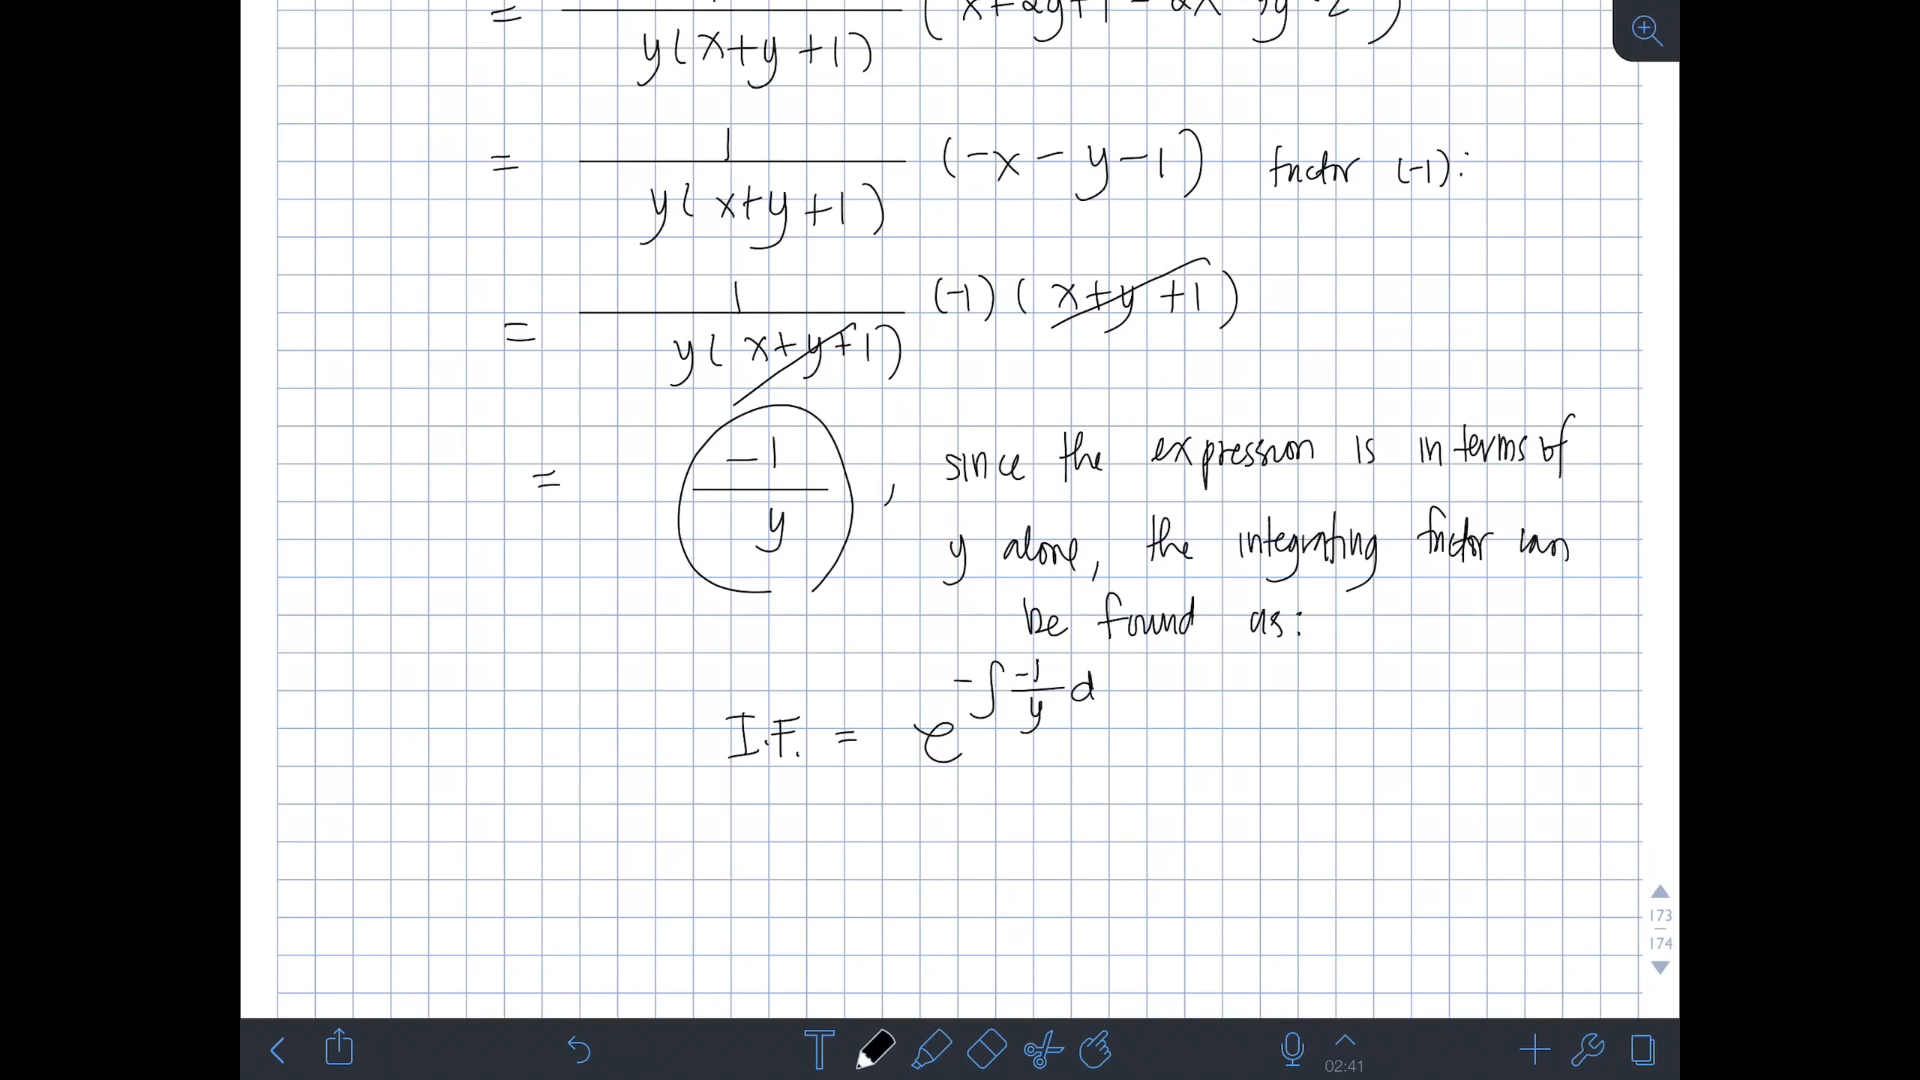 =
y(x+y+1) (x+2y+1-2x-3y-2)
= 1/y(x+y+1) (-x-y-1) factor (-1):
= 1/y(x+y+1) (-1)(x+y+1)
= -1/y, since the expression is in terms of
y alone, the integrating factor can
be found as:
I.F. = e^-∫-1/y d
173
174
02:41